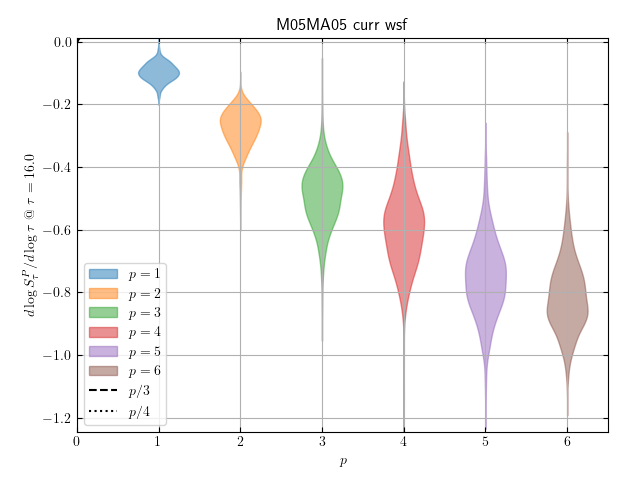 M05MA05 curr wsf
d log S_τ^P / d log τ @ τ = 16.0
0.0
−0.2
−0.4
−0.6
−0.8
−1.0
−1.2
p = 1
p = 2
p = 3
p = 4
p = 5
p = 6
p/3
p/4
0 1 2 3 4 5 6
p